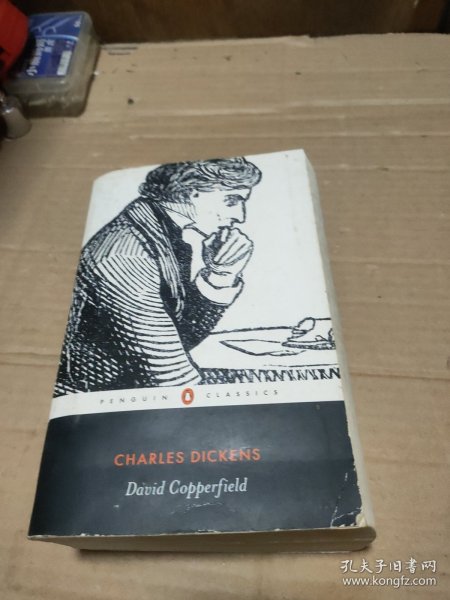 PENGUIN CLASSICS
CHARLES DICKENS
David Copperfield
孔夫子旧书网
www.kongfz.com